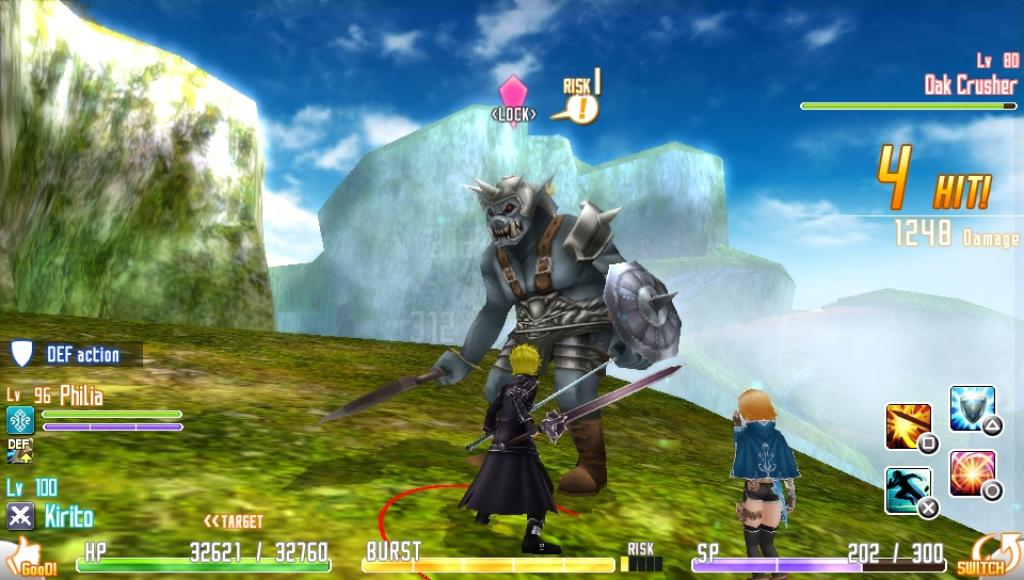 Lv 80
Oak Crusher
RISK
!
<LOCK>
4 HIT!
1248 Damage
312
DEF action
Lv 96 Philia
DEF
Lv 100
Kirito
<<TARGET
GOOD!
HP 32621 / 32760
BURST
RISK
SP 202 / 300
SWITCH